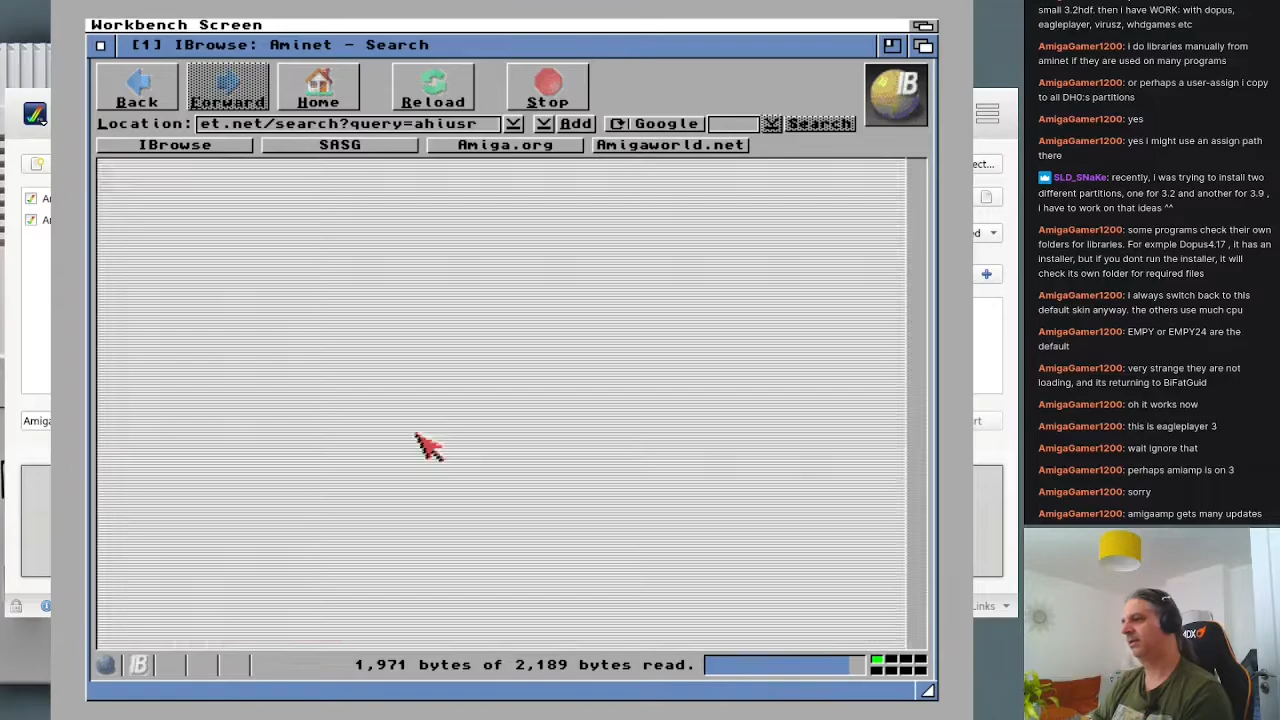 Workbench Screen
[1] IBrowse: Aminet - Search
Back
Forward
Home
Reload
Stop
IB
Location:
et.net/search?query=ahiusr
Add
Google
Search
IBrowse
SASG
Amiga.org
Amigaworld.net
IB
1,971 bytes of 2,189 bytes read.
Amiga
ect...
ed
rt
Links
small 3.2hdf. then i have WORK: with dopus,
eagleplayer, virusz, whdgames etc
AmigaGamer1200: i do libraries manually from
aminet if they are used on many programs
AmigaGamer1200: or perhaps a user-assign i copy
to all DH0:s partitions
AmigaGamer1200: yes
AmigaGamer1200: yes i might use an assign path
there
SLD_SNaKe: recently, i was trying to install two
different partitions, one for 3.2 and another for 3.9 ,
i have to work on that ideas ^^
AmigaGamer1200: some programs check their own
folders for libraries. For exmple Dopus4.17 , it has an
installer, but if you dont run the installer, it will
check its own folder for required files
AmigaGamer1200: i always switch back to this
default skin anyway. the others use much cpu
AmigaGamer1200: EMPY or EMPY24 are the
default
AmigaGamer1200: very strange they are not
loading, and its returning to BiFatGuid
AmigaGamer1200: oh it works now
AmigaGamer1200: this is eagleplayer 3
AmigaGamer1200: wait ignore that
AmigaGamer1200: perhaps amiamp is on 3
AmigaGamer1200: sorry
AmigaGamer1200: amigaamp gets many updates